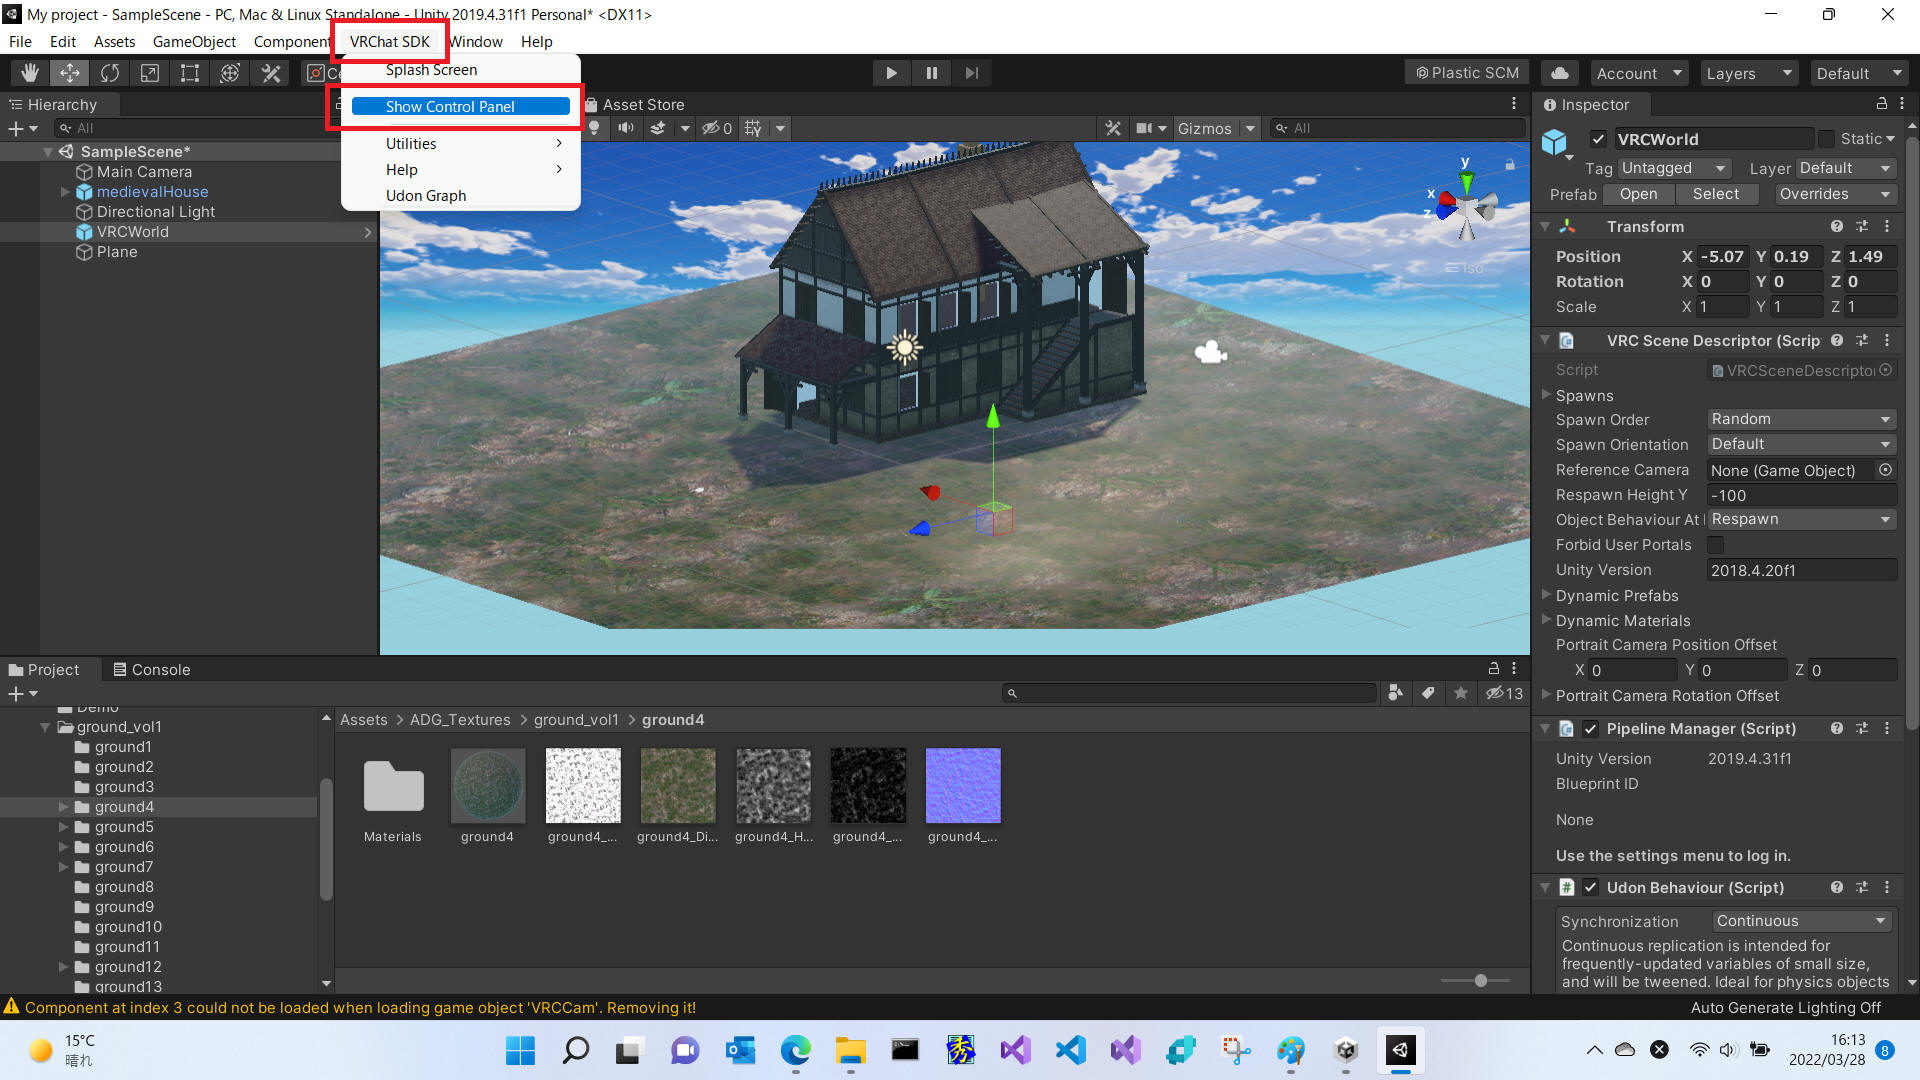 My project - SampleScene - PC, Mac & Linux Standalone - Unity 2019.4.31f1 Personal* <DX11>
File Edit Assets GameObject Component VRChat SDK Window Help
Splash Screen
Show Control Panel
Utilities
Help
Udon Graph
Plastic SCM
Account
Layers
Default
Hierarchy
All
SampleScene*
Main Camera
medievalHouse
Directional Light
VRCWorld
Plane
Asset Store
0
Gizmos
All
y
x
z
Iso
Inspector
VRCWorld
Static
Tag Untagged Layer Default
Prefab Open Select Overrides
Transform
Position X -5.07 Y 0.19 Z 1.49
Rotation X 0 Y 0 Z 0
Scale X 1 Y 1 Z 1
VRC Scene Descriptor (Scrip
Script VRCSceneDescriptor
Spawns
Spawn Order Random
Spawn Orientation Default
Reference Camera None (Game Object)
Respawn Height Y -100
Object Behaviour At Respawn
Forbid User Portals
Unity Version 2018.4.20f1
Dynamic Prefabs
Dynamic Materials
Portrait Camera Position Offset
X 0 Y 0 Z 0
Portrait Camera Rotation Offset
Pipeline Manager (Script)
Unity Version 2019.4.31f1
Blueprint ID
None
Use the settings menu to log in.
Udon Behaviour (Script)
Synchronization Continuous
Continuous replication is intended for
frequently-updated variables of small size,
and will be tweened. Ideal for physics objects
Project Console
13
Demo
ground_vol1
ground1
ground2
ground3
ground4
ground5
ground6
ground7
ground8
ground9
ground10
ground11
ground12
ground13
Assets > ADG_Textures > ground_vol1 > ground4
Materials
ground4
ground4_...
ground4_Di...
ground4_H...
ground4_...
ground4_...
Component at index 3 could not be loaded when loading game object 'VRCCam'. Removing it!
Auto Generate Lighting Off
15°C
晴れ
秀
16:13
2022/03/28
8